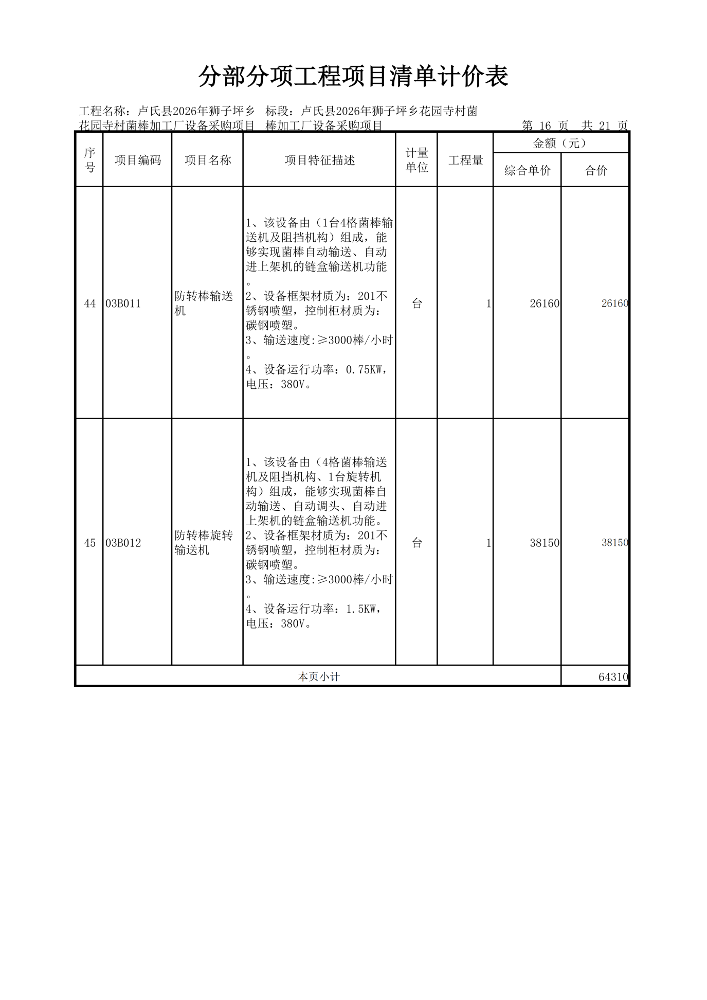 分部分项工程项目清单计价表
工程名称：卢氏县2026年狮子坪乡
花园寺村菌棒加工厂设备采购项目
标段：卢氏县2026年狮子坪乡花园寺村菌
棒加工厂设备采购项目
第 16 页 共 21 页
序
号
项目编码
项目名称
项目特征描述
计量
单位
工程量
金额（元）
综合单价
合价
44
03B011
防转棒输送
机
1、该设备由（1台4格菌棒输
送机及阻挡机构）组成，能
够实现菌棒自动输送、自动
进上架机的链盒输送机功能
。
2、设备框架材质为：201不
锈钢喷塑，控制柜材质为：
碳钢喷塑。
3、输送速度:≥3000棒/小时
。
4、设备运行功率：0.75KW，
电压：380V。
台
1
26160
26160
45
03B012
防转棒旋转
输送机
1、该设备由（4格菌棒输送
机及阻挡机构、1台旋转机
构）组成，能够实现菌棒自
动输送、自动调头、自动进
上架机的链盒输送机功能。
2、设备框架材质为：201不
锈钢喷塑，控制柜材质为：
碳钢喷塑。
3、输送速度:≥3000棒/小时
。
4、设备运行功率：1.5KW，
电压：380V。
台
1
38150
38150
本页小计
64310